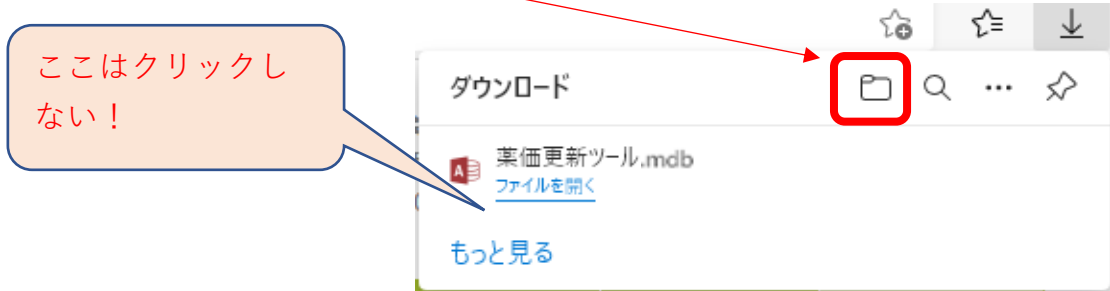 ここはクリックし
ない！
ダウンロード
薬価更新ツール.mdb
ファイルを開く
もっと見る